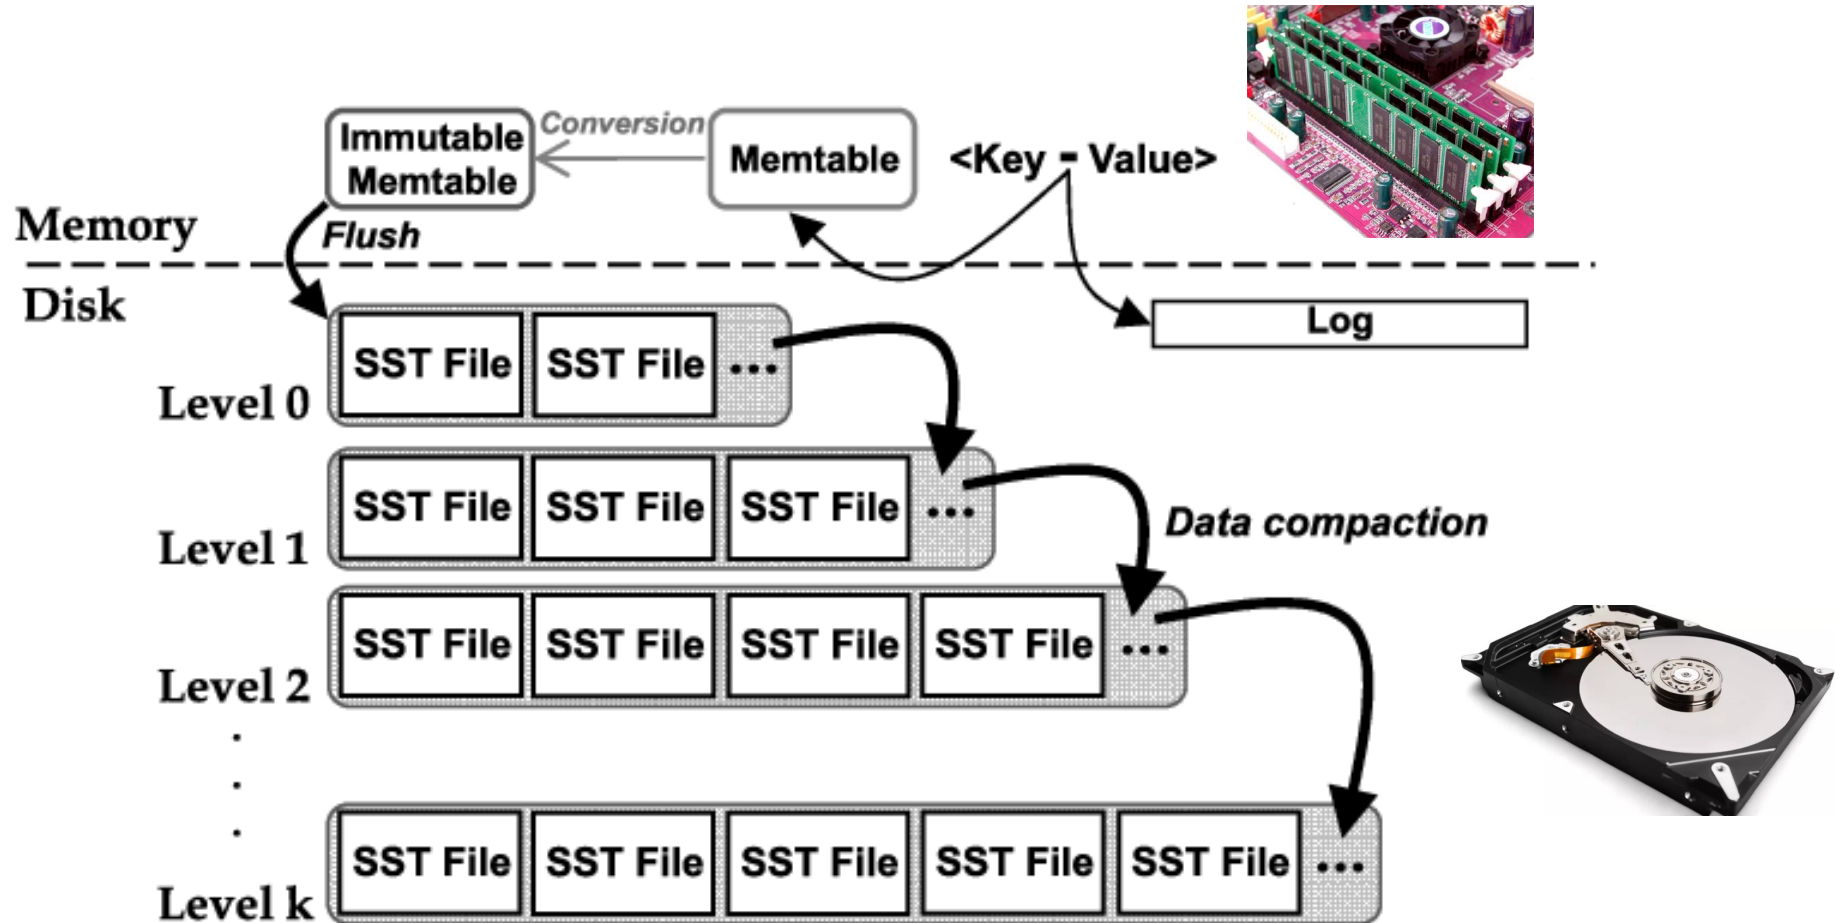 Immutable
Memtable
Conversion
Memtable
<Key - Value>
Memory
Flush
Disk
Log
SST File
SST File
...
Level 0
SST File
SST File
SST File
...
Level 1
Data compaction
SST File
SST File
SST File
SST File
...
Level 2
.
.
.
SST File
SST File
SST File
SST File
SST File
...
Level k